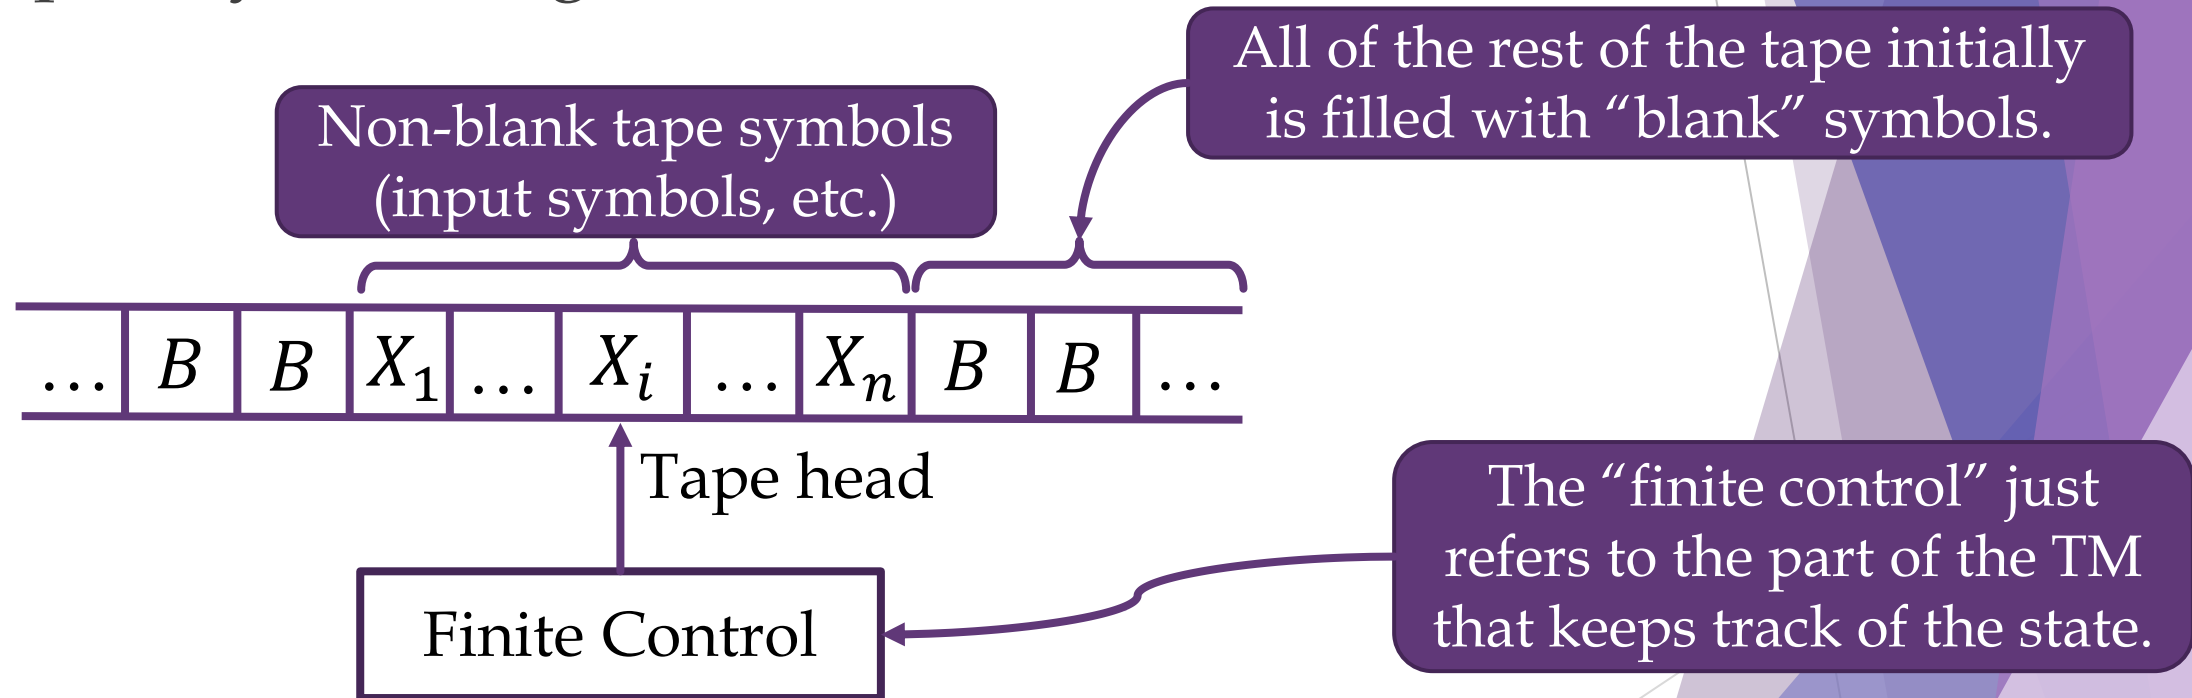 All of the rest of the tape initially
is filled with “blank” symbols.
Non-blank tape symbols
(input symbols, etc.)
… B B X₁ … Xᵢ … Xₙ B B …
Tape head
The “finite control” just
refers to the part of the TM
that keeps track of the state.
Finite Control